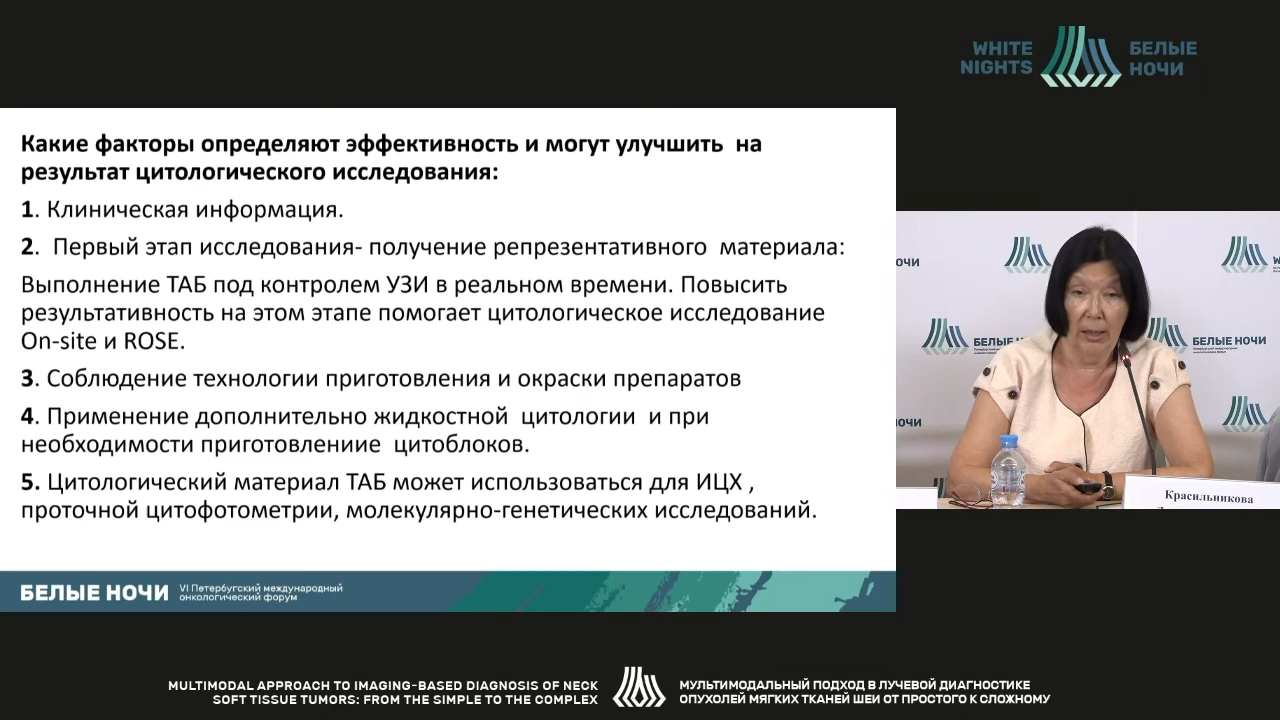 WHITE
NIGHTS
БЕЛЫЕ
НОЧИ
Какие факторы определяют эффективность и могут улучшить на
результат цитологического исследования:
1. Клиническая информация.
2. Первый этап исследования- получение репрезентативного материала:
Выполнение ТАБ под контролем УЗИ в реальном времени. Повысить
результативность на этом этапе помогает цитологическое исследование
On-site и ROSE.
3. Соблюдение технологии приготовления и окраски препаратов
4. Применение дополнительно жидкостной цитологии и при
необходимости приготовлениие цитоблоков.
5. Цитологический материал ТАБ может использоваться для ИЦХ ,
проточной цитофотометрии, молекулярно-генетических исследований.
БЕЛЫЕ НОЧИ
VI Петербургский международный
онкологический форум
НОЧИ
БЕЛЫЕ НО
БЕЛЫЕ НОЧИ
НОЧИ
Красильникова
MULTIMODAL APPROACH TO IMAGING-BASED DIAGNOSIS OF NECK
SOFT TISSUE TUMORS: FROM THE SIMPLE TO THE COMPLEX
МУЛЬТИМОДАЛЬНЫЙ ПОДХОД В ЛУЧЕВОЙ ДИАГНОСТИКЕ
ОПУХОЛЕЙ МЯГКИХ ТКАНЕЙ ШЕИ ОТ ПРОСТОГО К СЛОЖНОМУ